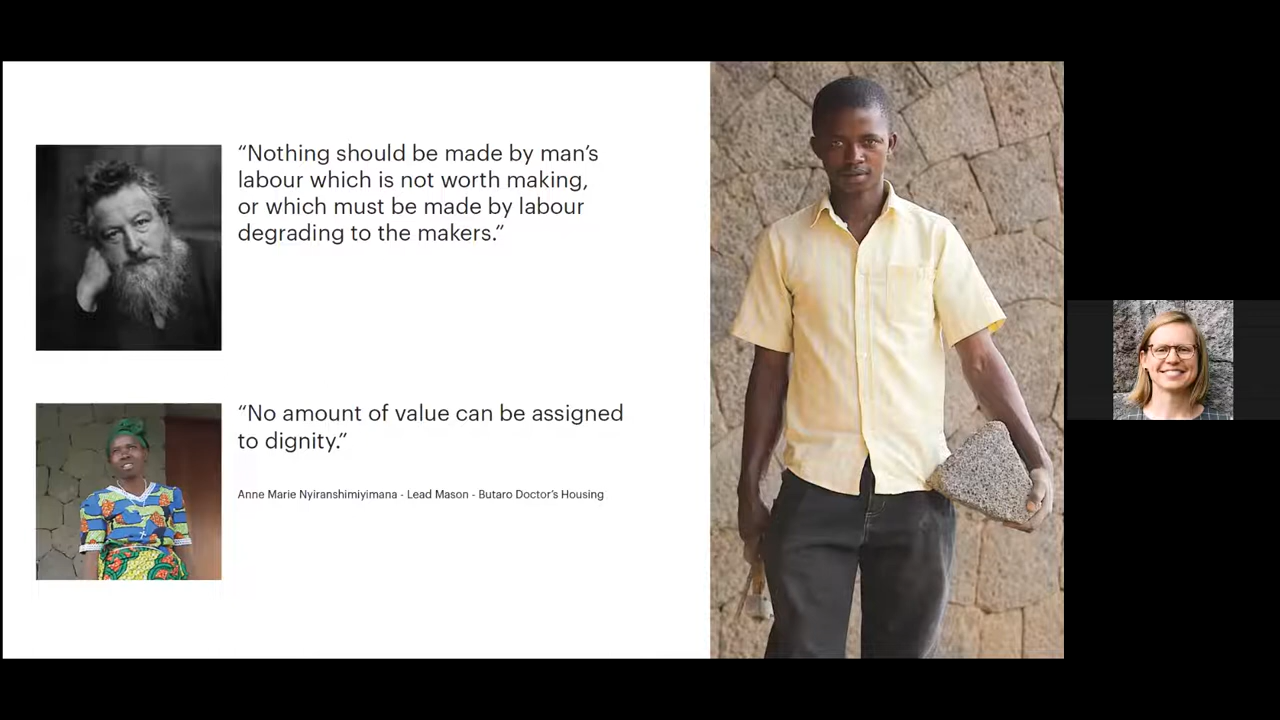 “Nothing should be made by man’s
labour which is not worth making,
or which must be made by labour
degrading to the makers.”
“No amount of value can be assigned
to dignity.”
Anne Marie Nyiranshimiyimana - Lead Mason - Butaro Doctor’s Housing